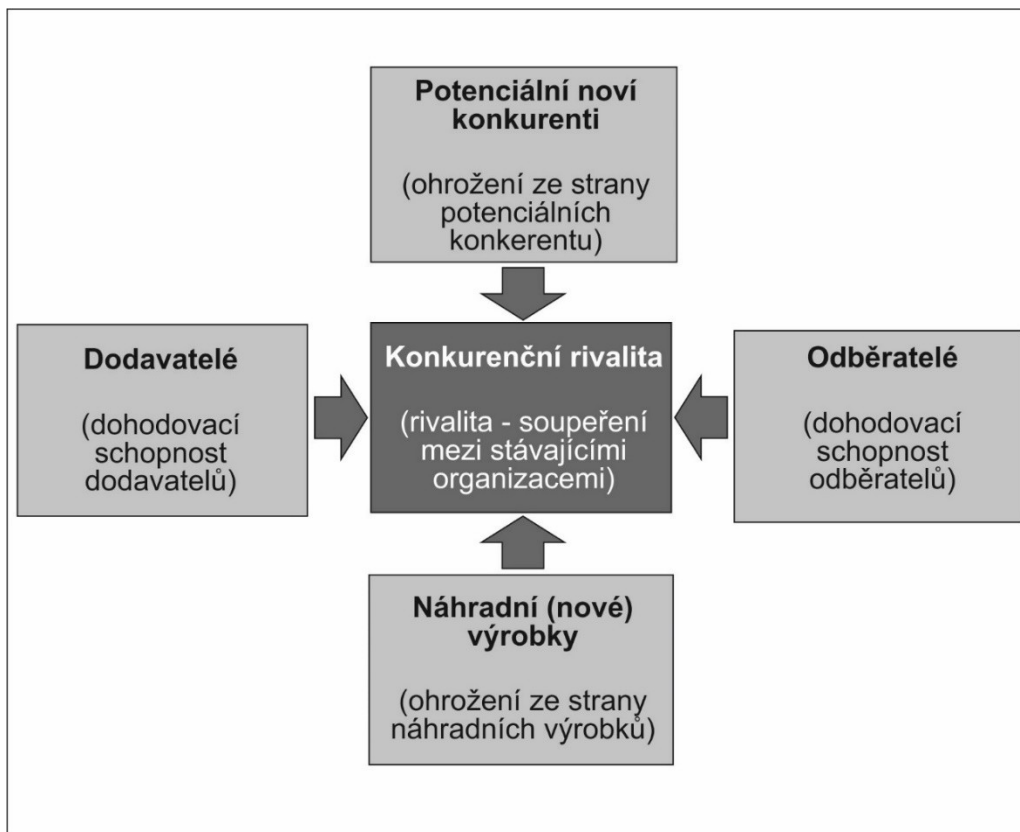 Potenciální noví
konkurenti
(ohrožení ze strany
potenciálních
konkerentu)
Dodavatelé
(dohodovací
schopnost
dodavatelů)
Konkurenční rivalita
(rivalita - soupeření
mezi stávajícími
organizacemi)
Odběratelé
(dohodovací
schopnost
odběratelů)
Náhradní (nové)
výrobky
(ohrožení ze strany
náhradních výrobků)